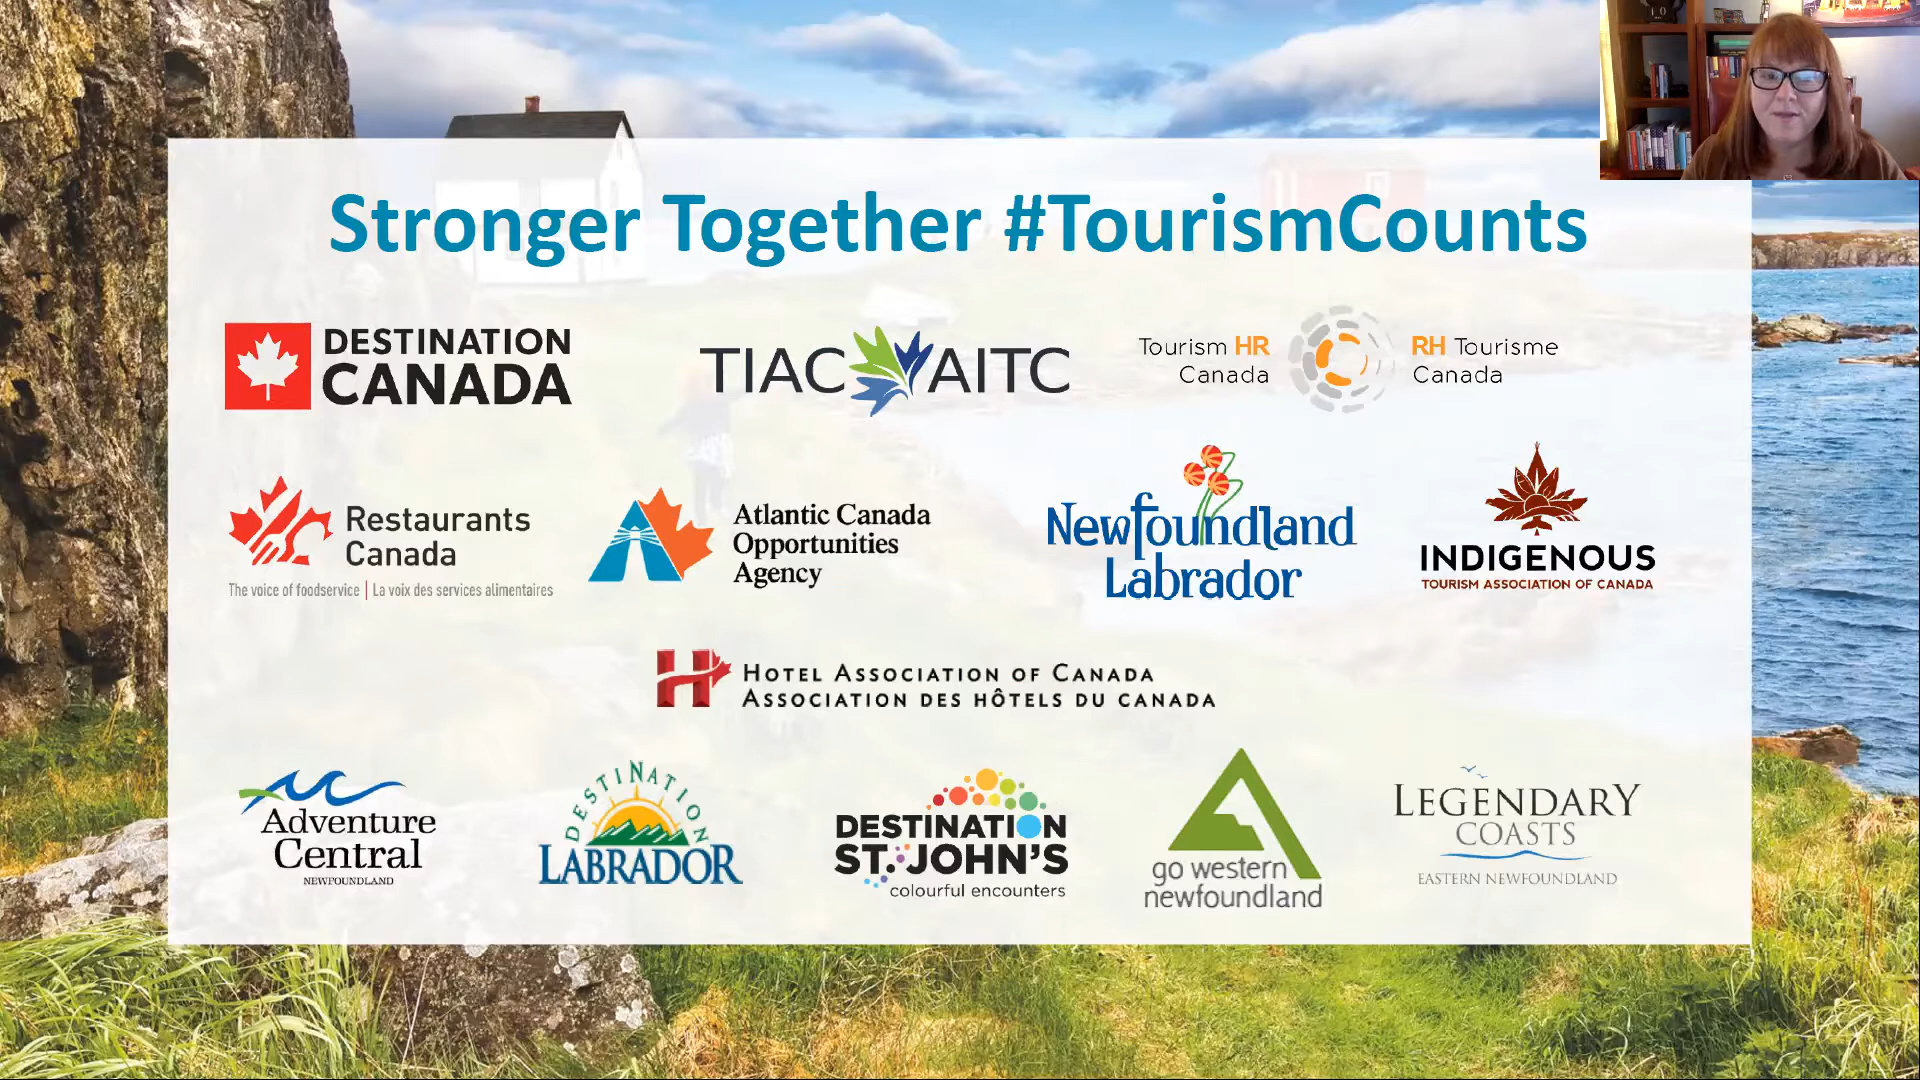 Stronger Together #TourismCounts
DESTINATION
CANADA
TIAC AITC
Tourism HR
Canada
RH Tourisme
Canada
Restaurants
Canada
The voice of foodservice | La voix des services alimentaires
Atlantic Canada
Opportunities
Agency
Newfoundland
Labrador
INDIGENOUS
TOURISM ASSOCIATION OF CANADA
HOTEL ASSOCIATION OF CANADA
ASSOCIATION DES HÔTELS DU CANADA
Adventure
Central
NEWFOUNDLAND
DESTINATION
LABRADOR
DESTINATION
ST. JOHN'S
colourful encounters
go western
newfoundland
LEGENDARY
COASTS
EASTERN NEWFOUNDLAND